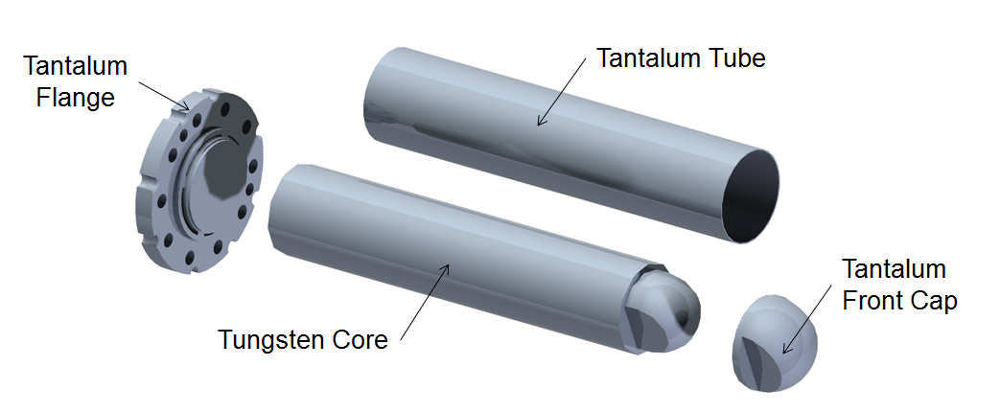 Tantalum
Flange
Tantalum Tube
Tungsten Core
Tantalum
Front Cap